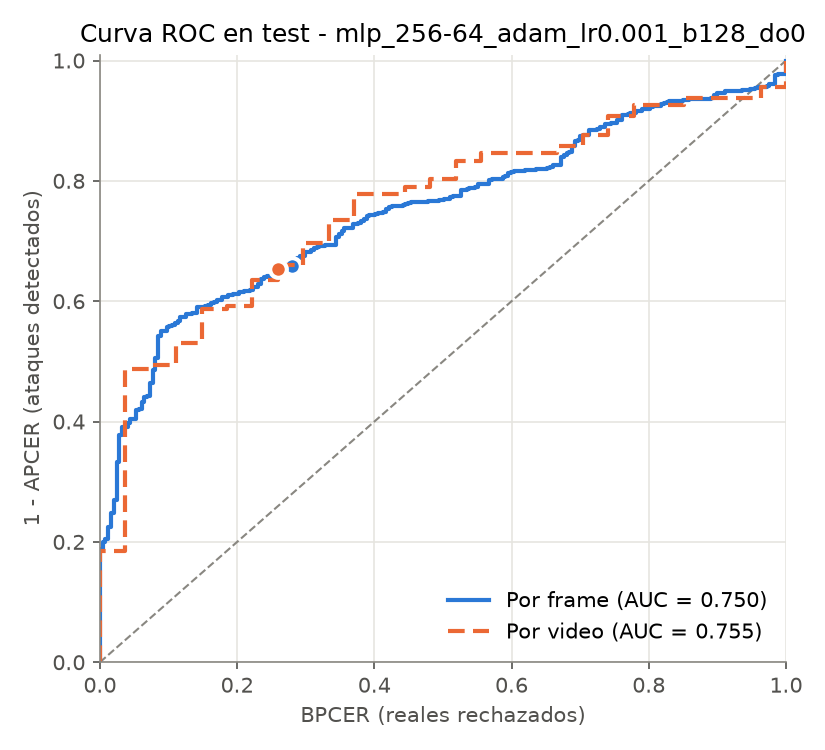 Curva ROC en test - mlp_256-64_adam_lr0.001_b128_do0
1.0
0.8
0.6
0.4
0.2
0.0
1 - APCER (ataques detectados)
Por frame (AUC = 0.750)
Por video (AUC = 0.755)
0.0 0.2 0.4 0.6 0.8 1.0
BPCER (reales rechazados)